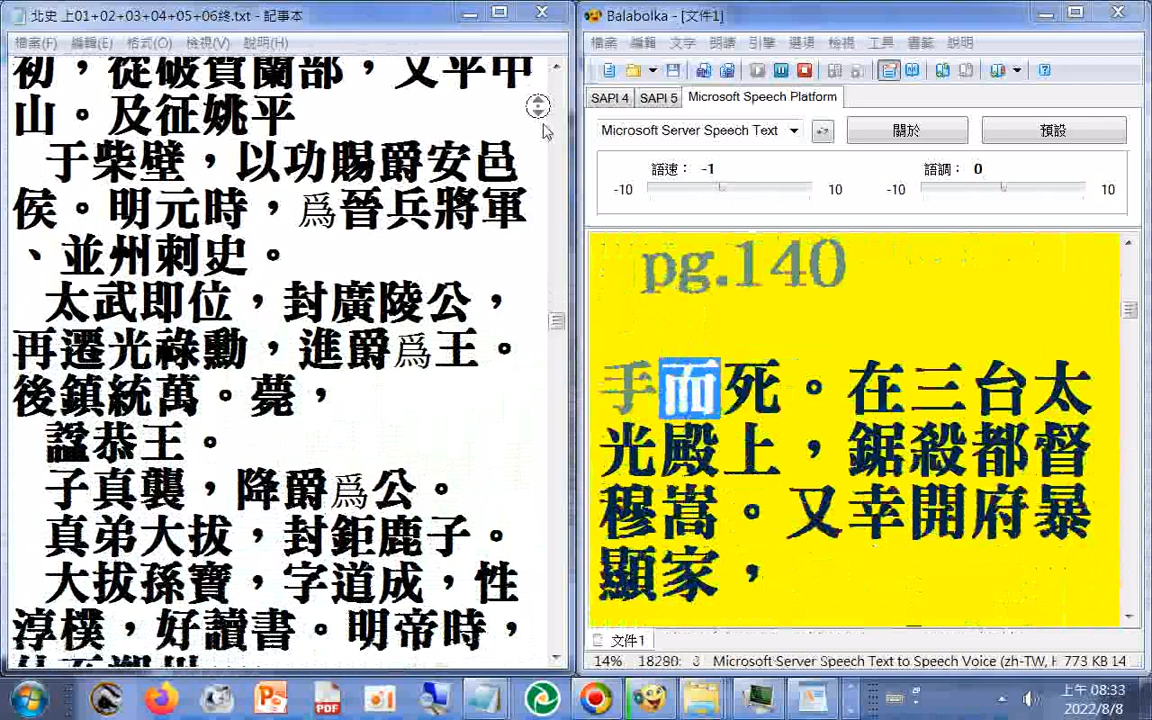 北史 上01+02+03+04+05+06终.txt - 記事本
檔案(F) 編輯(E) 格式(O) 檢視(V) 說明(H)
初，從破賀蘭部，又平中
山。及征姚平
于柴壁，以功賜爵安邑
侯。明元時，爲晉兵將軍
、並州刺史。
太武即位，封廣陵公，
再遷光祿勳，進爵爲王。
後鎮統萬。薨，
諡恭王。
子真襲，降爵爲公。
真弟大拔，封鉅鹿子。
大拔孫寶，字道成，性
淳樸，好讀書。明帝時，
Balabolka - [文件1]
檔案 編輯 文字 朗讀 引擎 選項 檢視 工具 書籤 說明
SAPI 4 SAPI 5 Microsoft Speech Platform
Microsoft Server Speech Text 關於 預設
語速： -1 語調： 0
-10 10 -10 10
pg.140
手而死。在三台太
光殿上，鋸殺都督
穆嵩。又幸開府暴
顯家，
文件1
14% 18280: Microsoft Server Speech Text to Speech Voice (zh-TW, H 773 KB 14
上午 08:33
2022/8/8